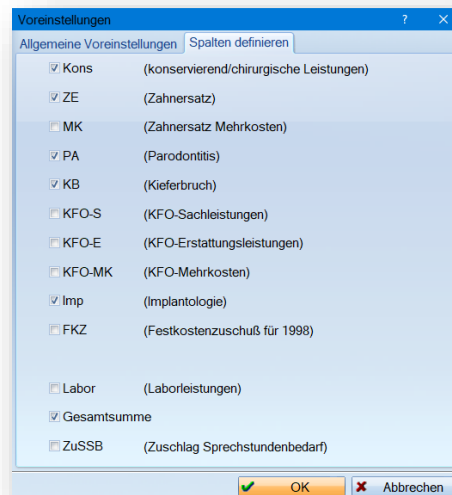 Voreinstellungen ? ×
Allgemeine Voreinstellungen Spalten definieren
Kons (konservierend/chirurgische Leistungen)
ZE (Zahnersatz)
MK (Zahnersatz Mehrkosten)
PA (Parodontitis)
KB (Kieferbruch)
KFO-S (KFO-Sachleistungen)
KFO-E (KFO-Erstattungsleistungen)
KFO-MK (KFO-Mehrkosten)
Imp (Implantologie)
FKZ (Festkostenzuschuß für 1998)
Labor (Laborleistungen)
Gesamtsumme
ZuSSB (Zuschlag Sprechstundenbedarf)
OK Abbrechen